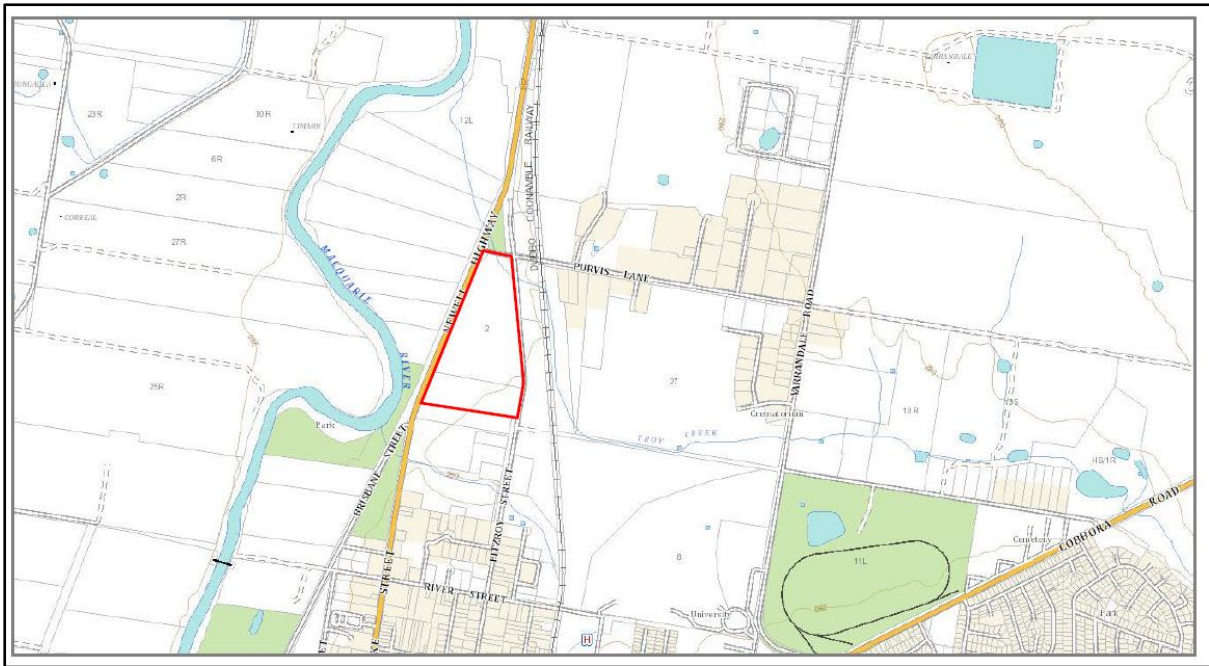 23R
10R
TIMARU
12L
6R
2R
27R
MACQUARIE
RIVER
25R
Park
NEWELL HIGHWAY
DUBBO COONAMBLE RAILWAY
2
PURVIS LANE
27
YARRANDALE ROAD
Crematorium
10R
TROY CREEK
BRISBANE STREET
FITZROY STREET
RIVER STREET
STREET
8
University
H
11L
Cemetery
COBBORA ROAD
Park